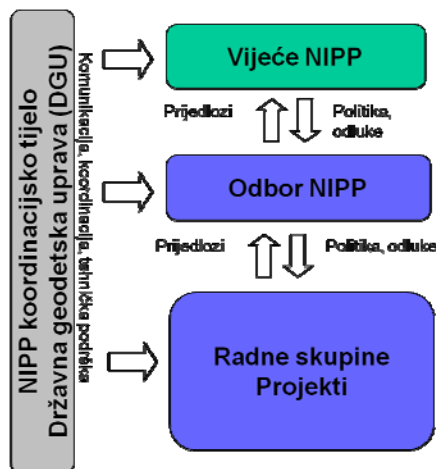 NIPP koordinacijsko tijelo
Državna geodetska uprava (DGU)
Komunikacija, koordinacija, tehnička podrška
Vijeće NIPP
Prijedlozi
Politika,
odluke
Odbor NIPP
Prijedlozi
Politika, odluke
Radne skupine
Projekti